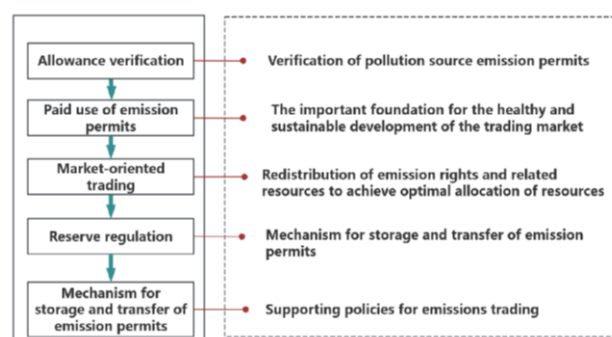 Allowance verification
Verification of pollution source emission permits
Paid use of emission
permits
The important foundation for the healthy and
sustainable development of the trading market
Market-oriented
trading
Redistribution of emission rights and related
resources to achieve optimal allocation of resources
Reserve regulation
Mechanism for storage and transfer of emission
permits
Mechanism for
storage and transfer of
emission permits
Supporting policies for emissions trading